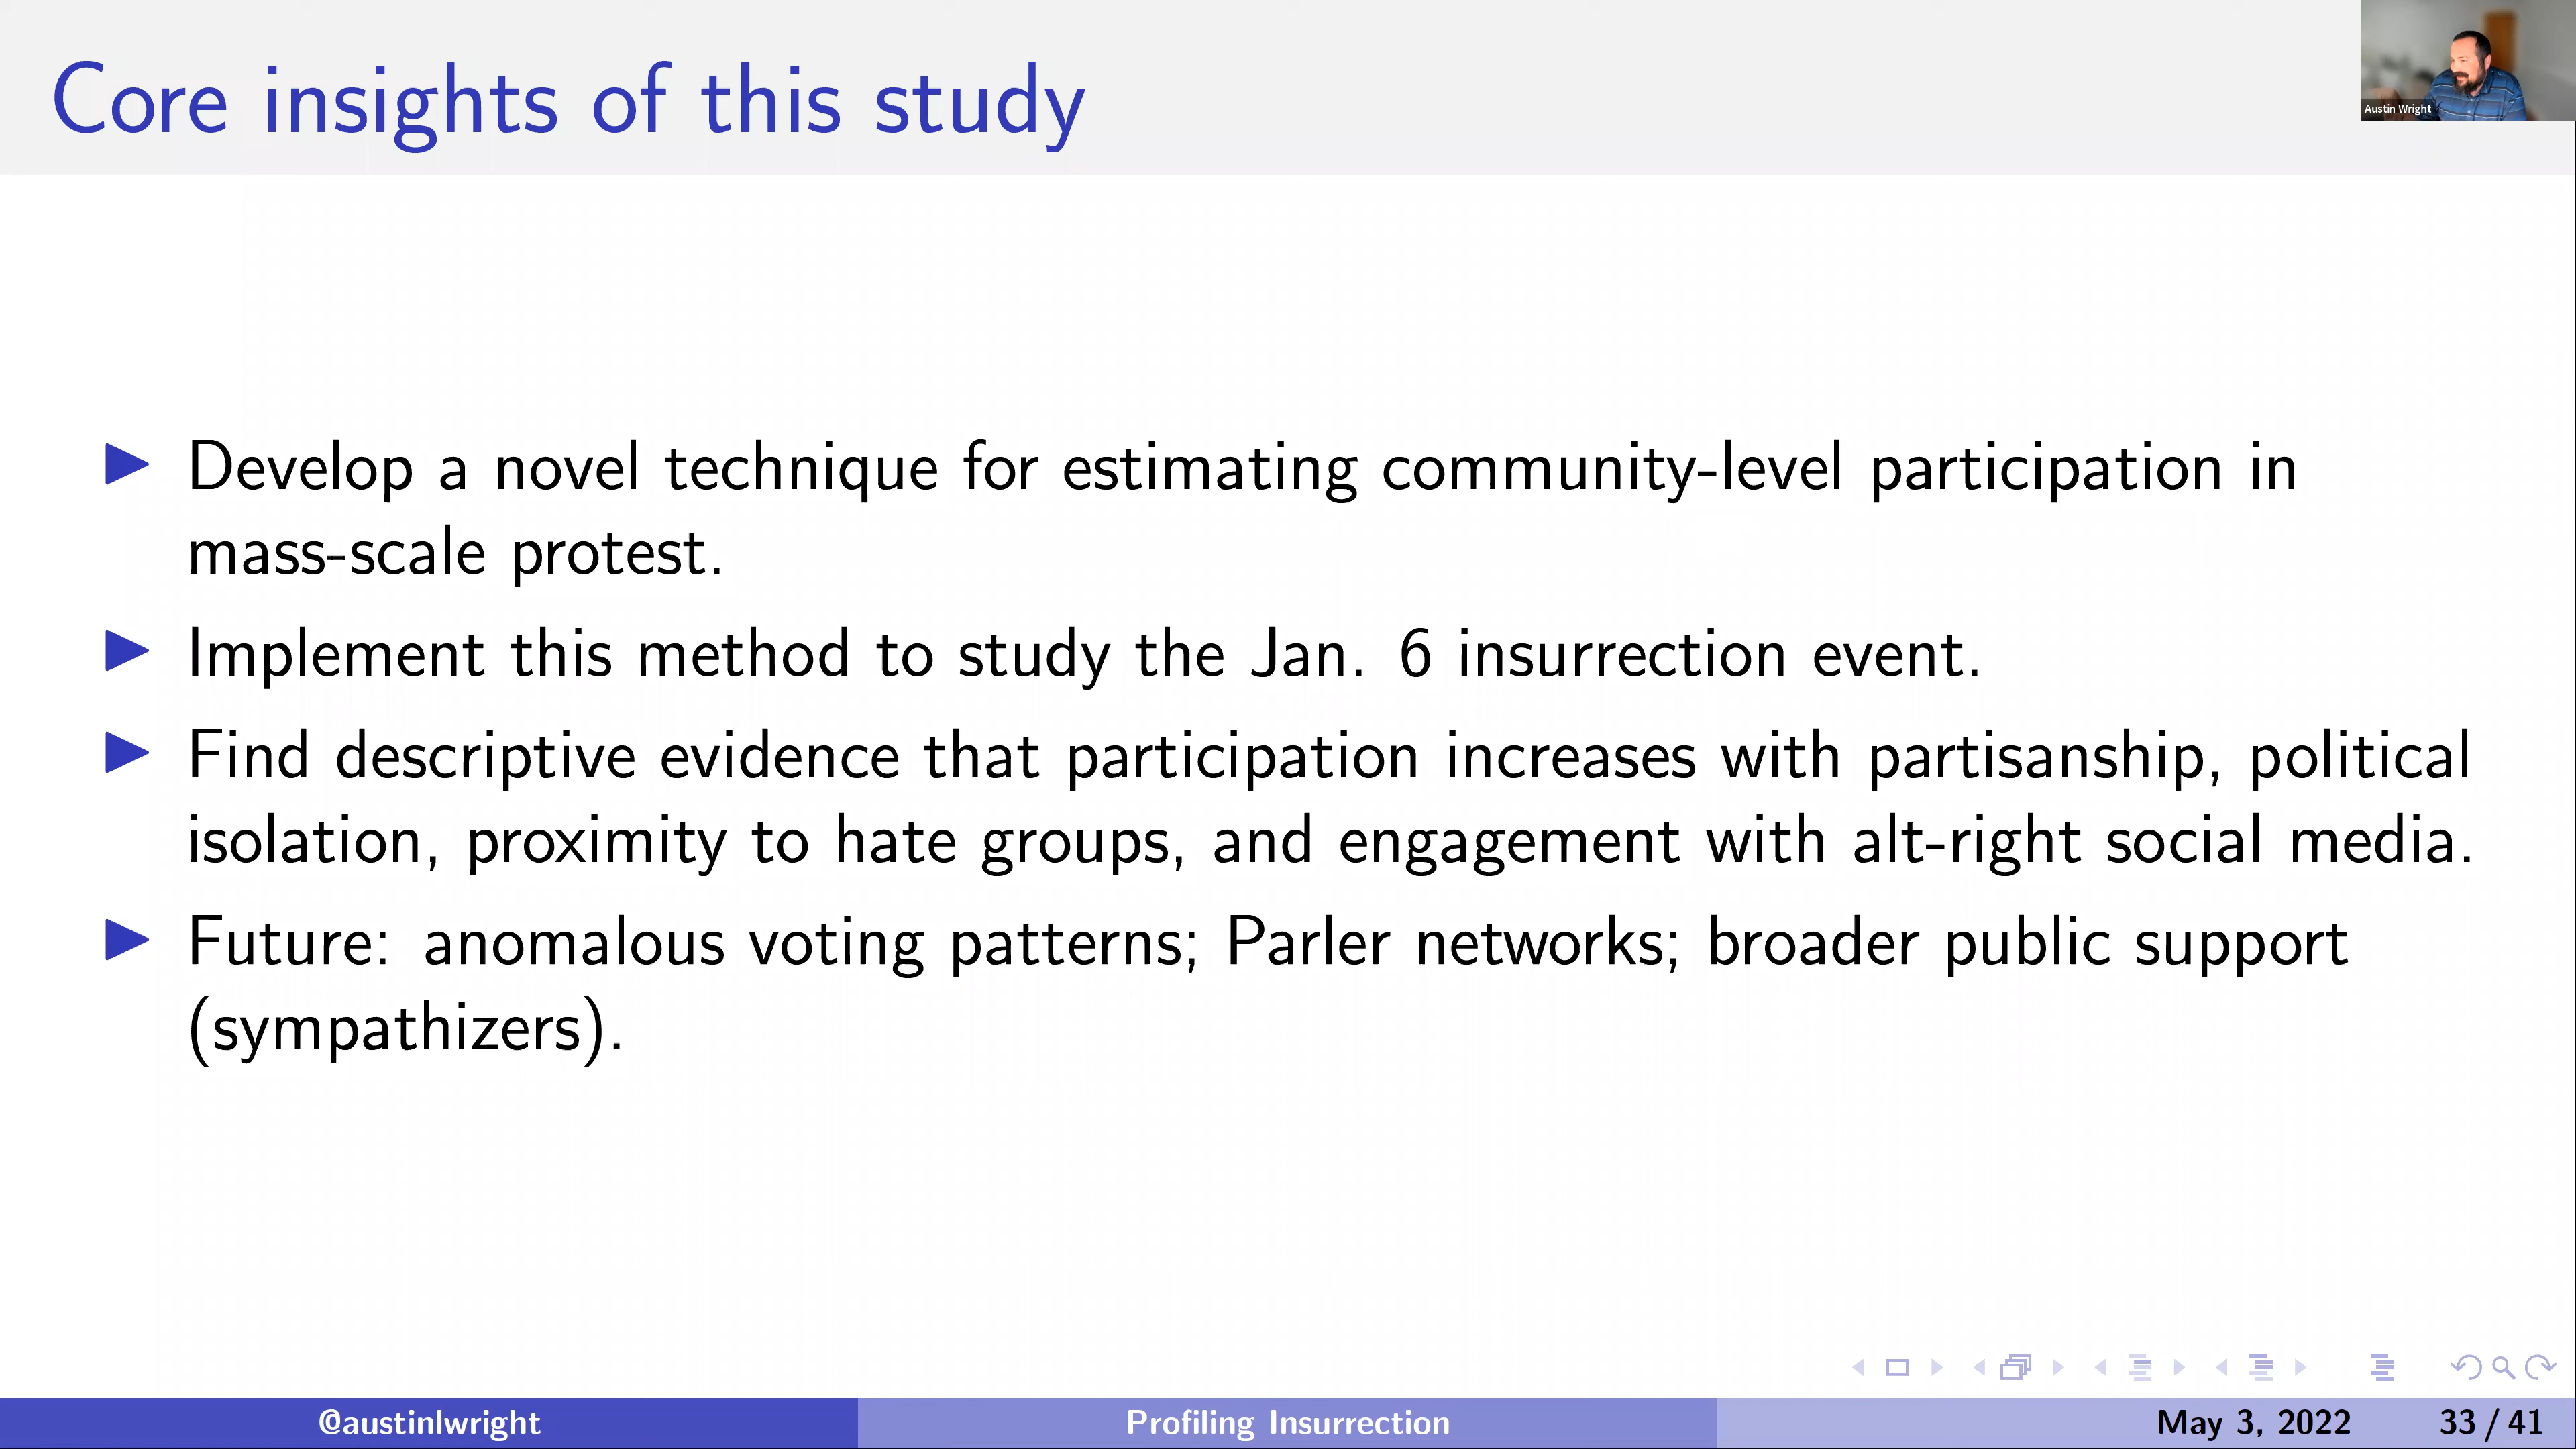 Core insights of this study
Austin Wright
▶ Develop a novel technique for estimating community-level participation in
mass-scale protest.
▶ Implement this method to study the Jan. 6 insurrection event.
▶ Find descriptive evidence that participation increases with partisanship, political
isolation, proximity to hate groups, and engagement with alt-right social media.
▶ Future: anomalous voting patterns; Parler networks; broader public support
(sympathizers).
@austinlwright
Profiling Insurrection
May 3, 2022
33 / 41